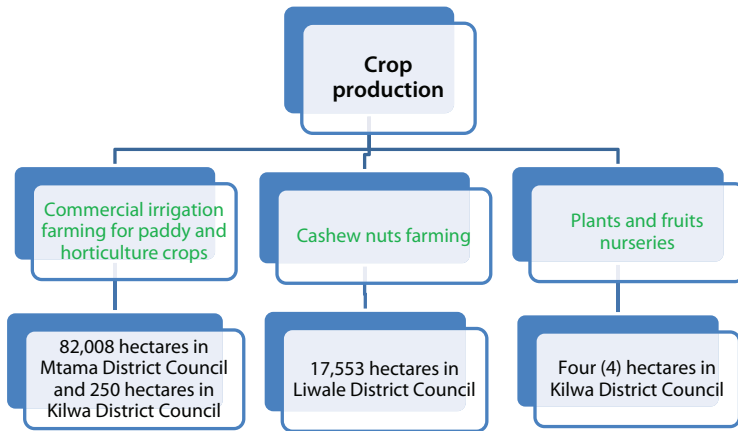 Crop
production
Commercial irrigation
farming for paddy and
horticulture crops
Cashew nuts farming
Plants and fruits
nurseries
82,008 hectares in
Mtama District Council
and 250 hectares in
Kilwa District Council
17,553 hectares in
Liwale District Council
Four (4) hectares in
Kilwa District Council